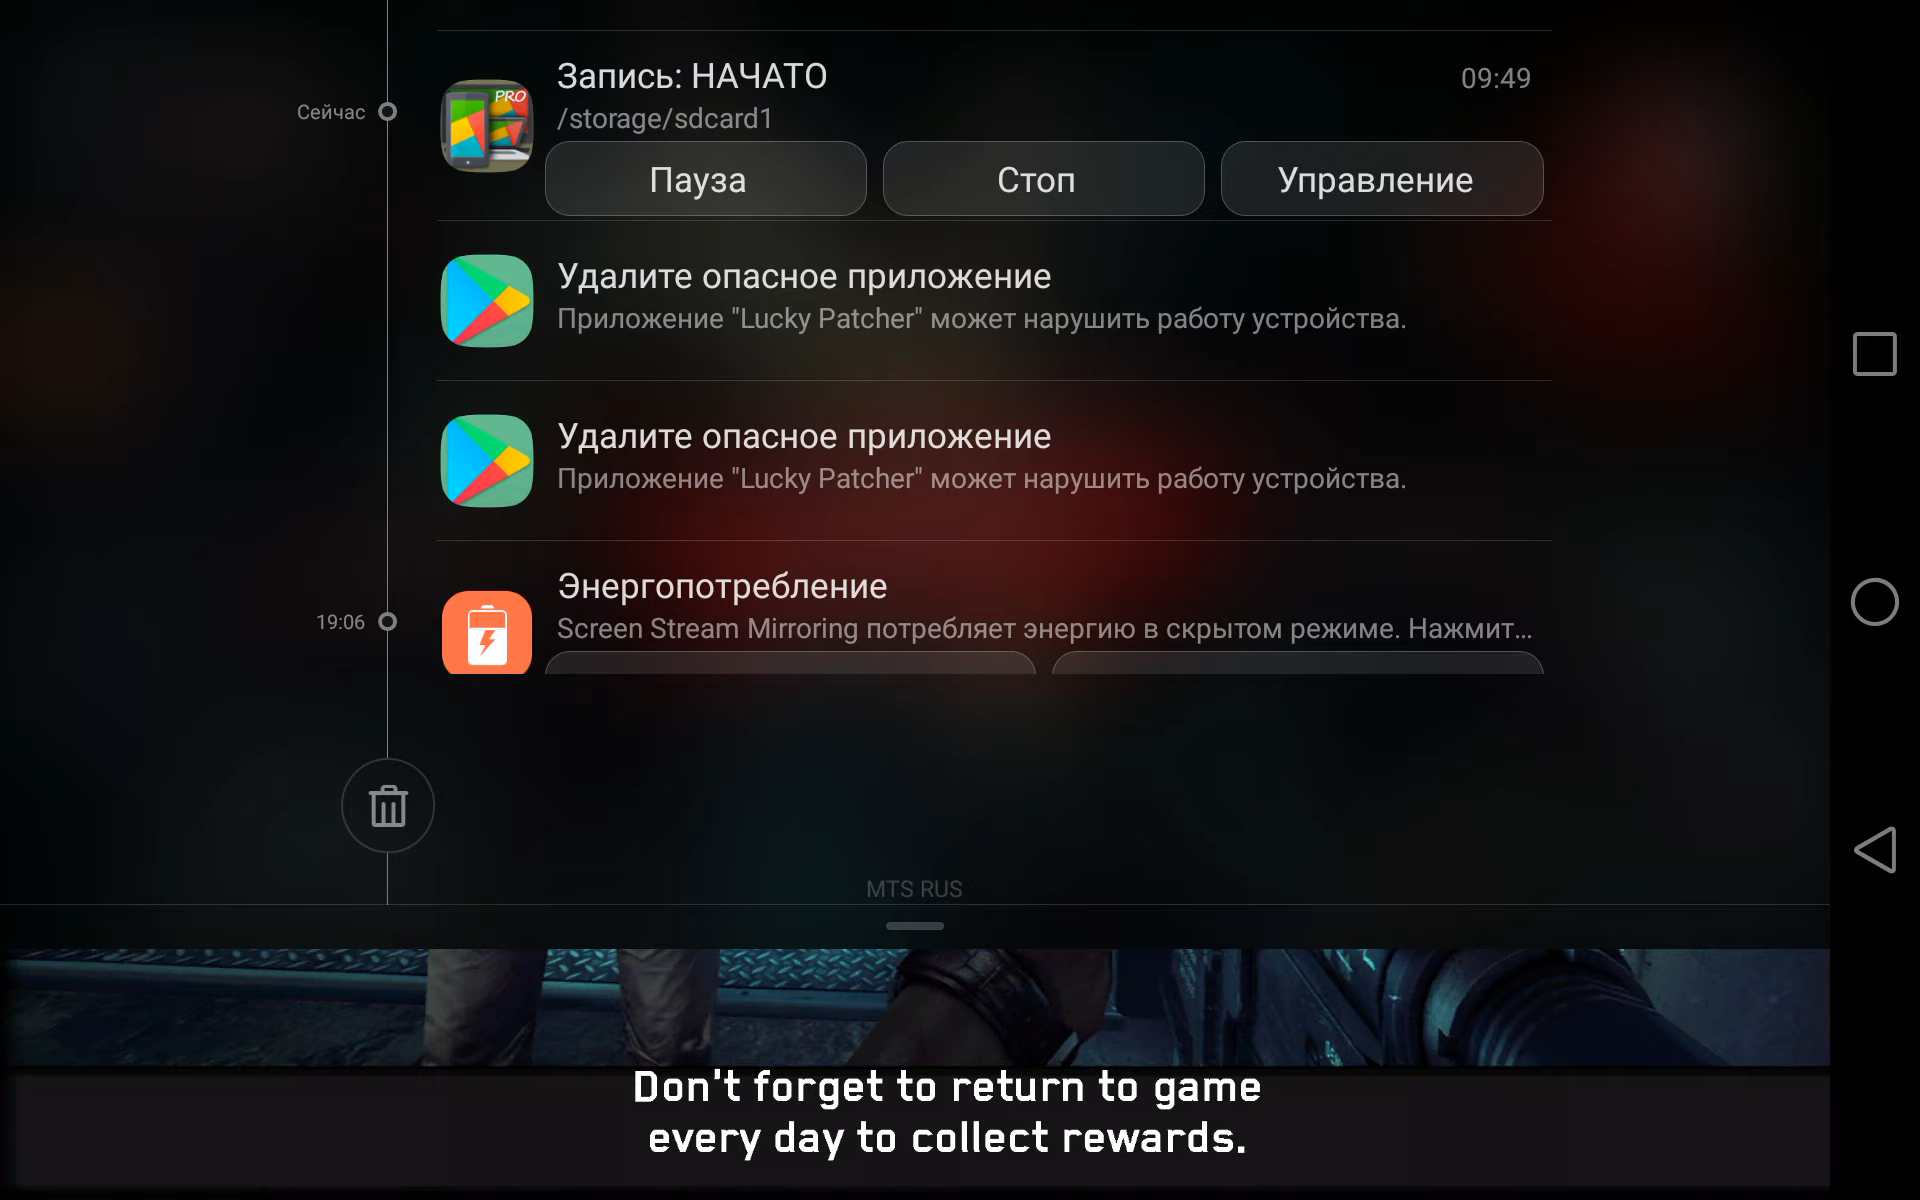 Запись: НАЧАТО
09:49
Сейчас
PRO
/storage/sdcard1
Пауза
Стоп
Управление
Удалите опасное приложение
Приложение "Lucky Patcher" может нарушить работу устройства.
Удалите опасное приложение
Приложение "Lucky Patcher" может нарушить работу устройства.
Энергопотребление
19:06
Screen Stream Mirroring потребляет энергию в скрытом режиме. Нажмит...
MTS RUS
Don't forget to return to game
every day to collect rewards.